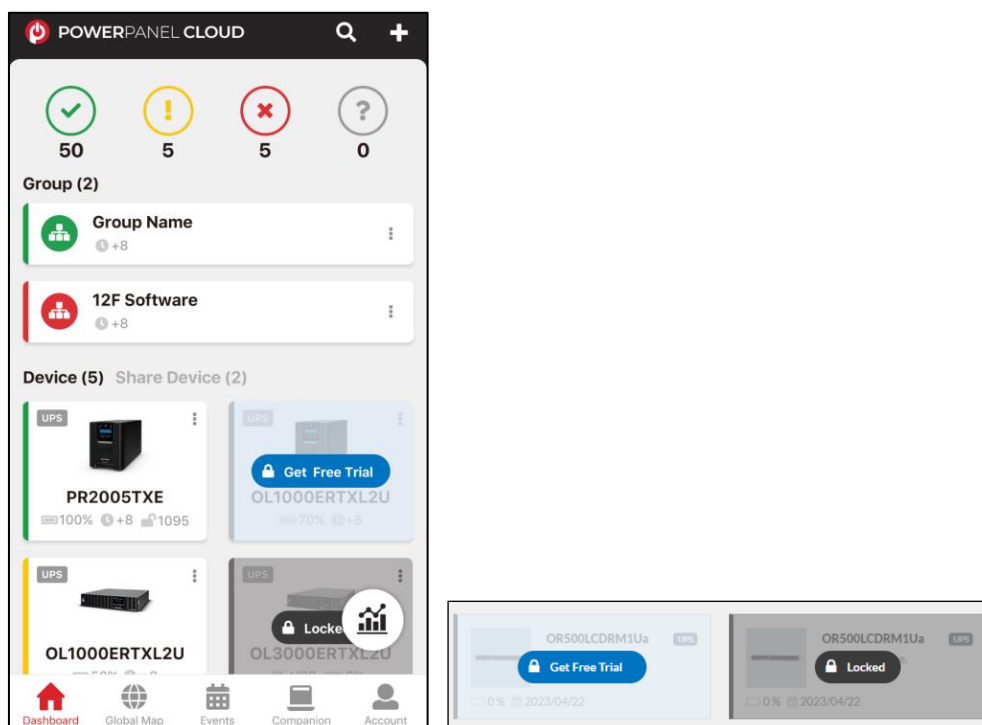 POWERPANEL CLOUD
50 5 5 0
Group (2)
Group Name
+8
12F Software
+8
Device (5) Share Device (2)
UPS
PR2005TXE
100% +8 1095
UPS
Get Free Trial
OL1000ERTXL2U
70% +8
UPS
OL1000ERTXL2U
UPS
Locked
OL3000ERTXL2U
Dashboard Global Map Events Companion Account
OR500LCDRM1Ua UPS
Get Free Trial
0% 2023/04/22
OR500LCDRM1Ua UPS
Locked
0% 2023/04/22